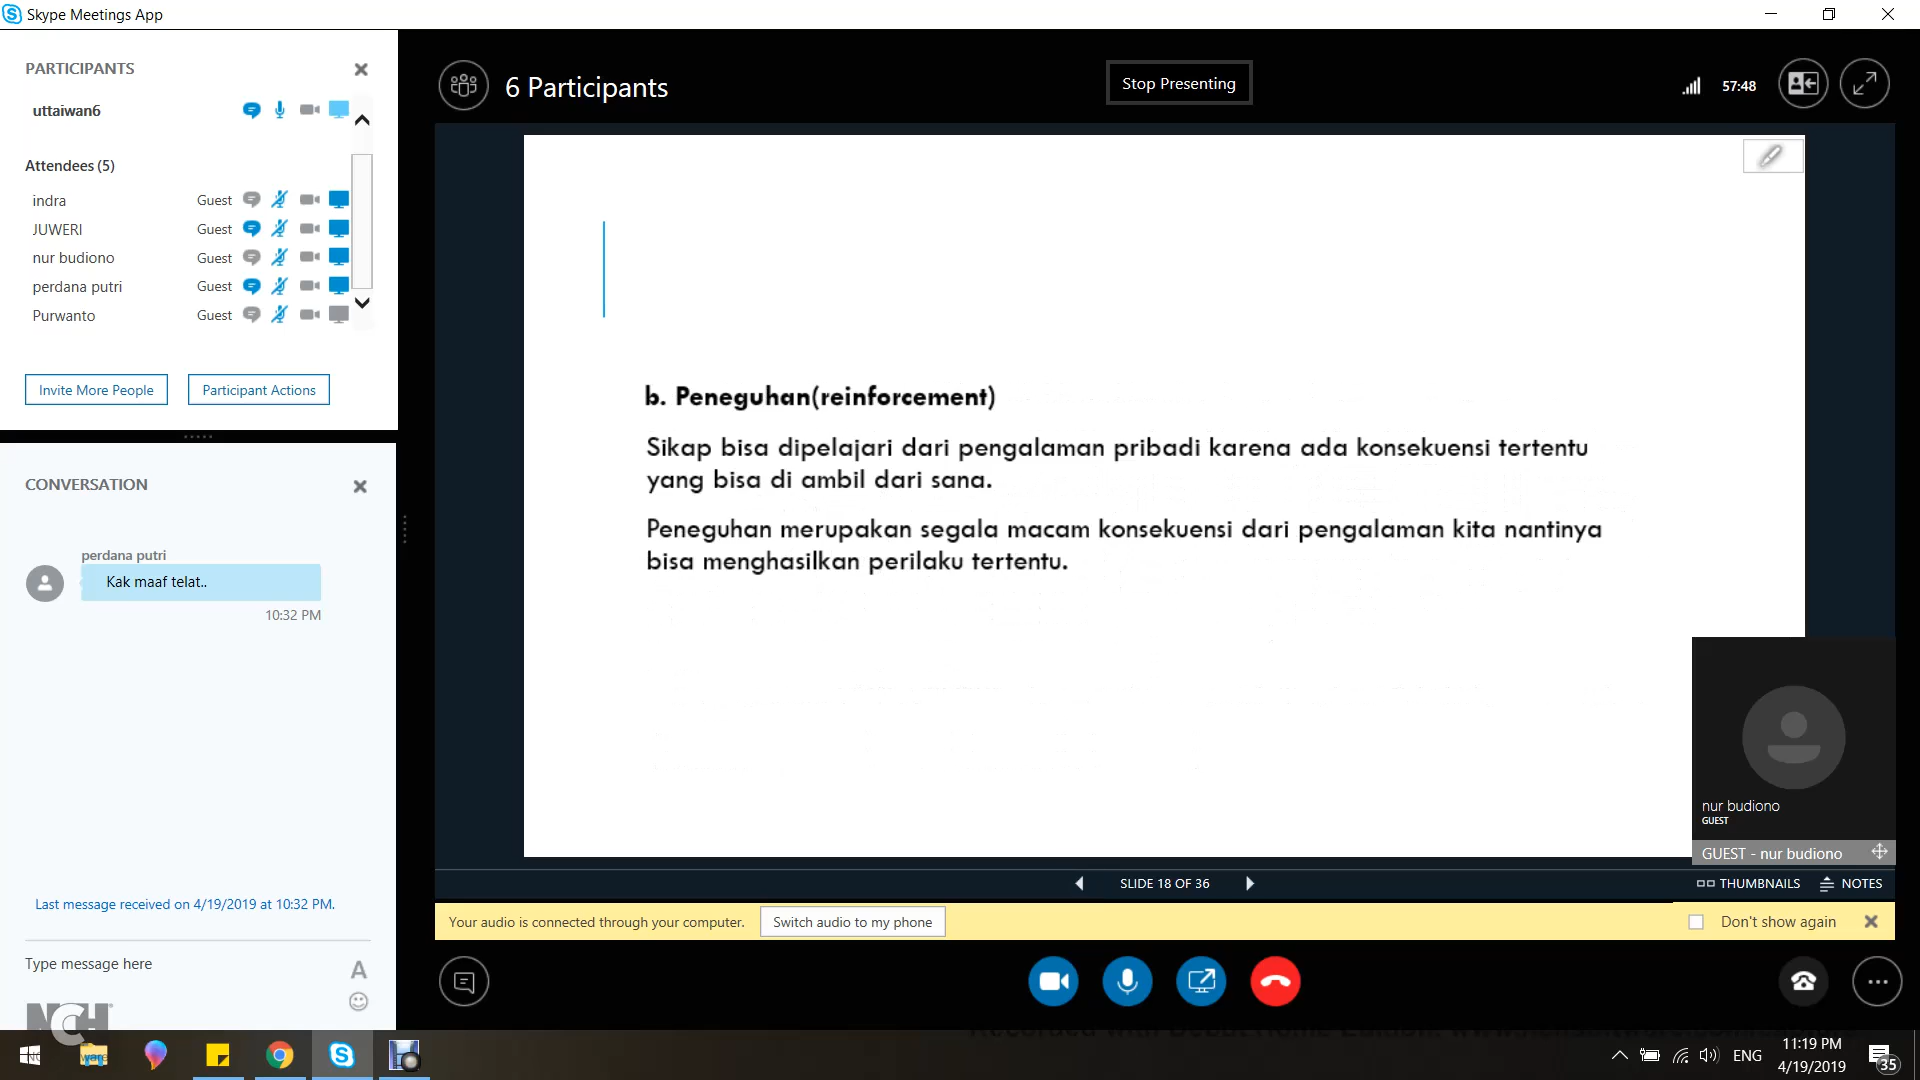 Skype Meetings App
PARTICIPANTS
uttaiwan6
Attendees (5)
indra Guest
JUWERI Guest
nur budiono Guest
perdana putri Guest
Purwanto Guest
Invite More People Participant Actions
CONVERSATION
perdana putri
Kak maaf telat..
10:32 PM
Last message received on 4/19/2019 at 10:32 PM.
Type message here
A
NCH
6 Participants
Stop Presenting
57:48
b. Peneguhan(reinforcement)
Sikap bisa dipelajari dari pengalaman pribadi karena ada konsekuensi tertentu
yang bisa di ambil dari sana.
Peneguhan merupakan segala macam konsekuensi dari pengalaman kita nantinya
bisa menghasilkan perilaku tertentu.
nur budiono
GUEST
GUEST - nur budiono
SLIDE 18 OF 36
THUMBNAILS NOTES
Your audio is connected through your computer. Switch audio to my phone
Don't show again
ENG
11:19 PM
4/19/2019
35